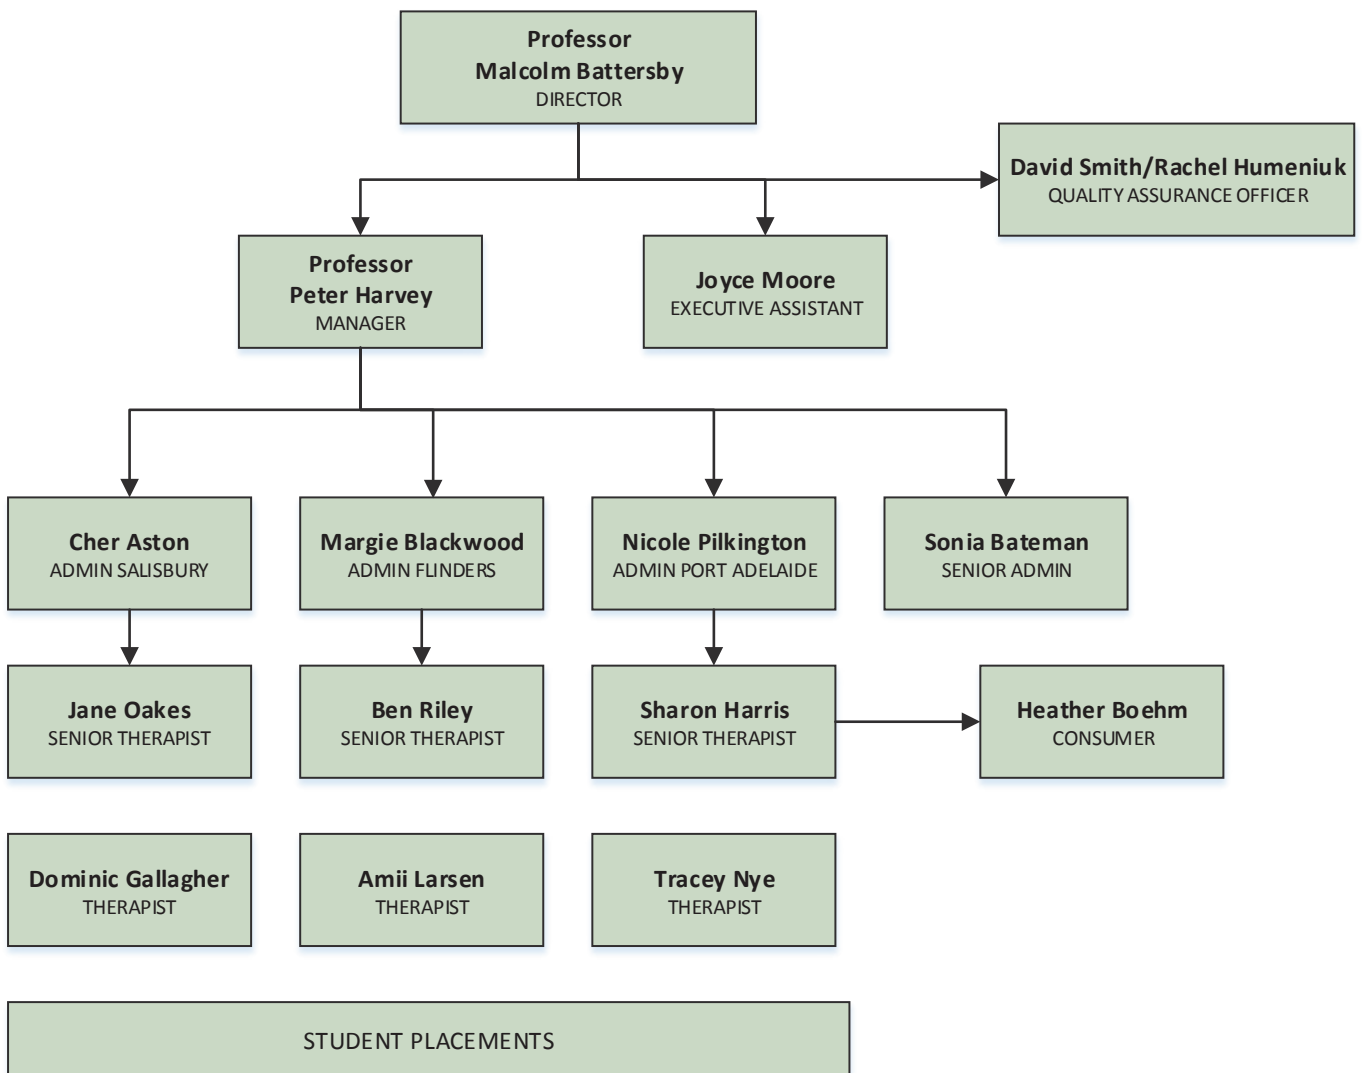 Professor
Malcolm Battersby
DIRECTOR
David Smith/Rachel Humeniuk
QUALITY ASSURANCE OFFICER
Professor
Peter Harvey
MANAGER
Joyce Moore
EXECUTIVE ASSISTANT
Cher Aston
ADMIN SALISBURY
Margie Blackwood
ADMIN FLINDERS
Nicole Pilkington
ADMIN PORT ADELAIDE
Sonia Bateman
SENIOR ADMIN
Jane Oakes
SENIOR THERAPIST
Ben Riley
SENIOR THERAPIST
Sharon Harris
SENIOR THERAPIST
Heather Boehm
CONSUMER
Dominic Gallagher
THERAPIST
Amii Larsen
THERAPIST
Tracey Nye
THERAPIST
STUDENT PLACEMENTS